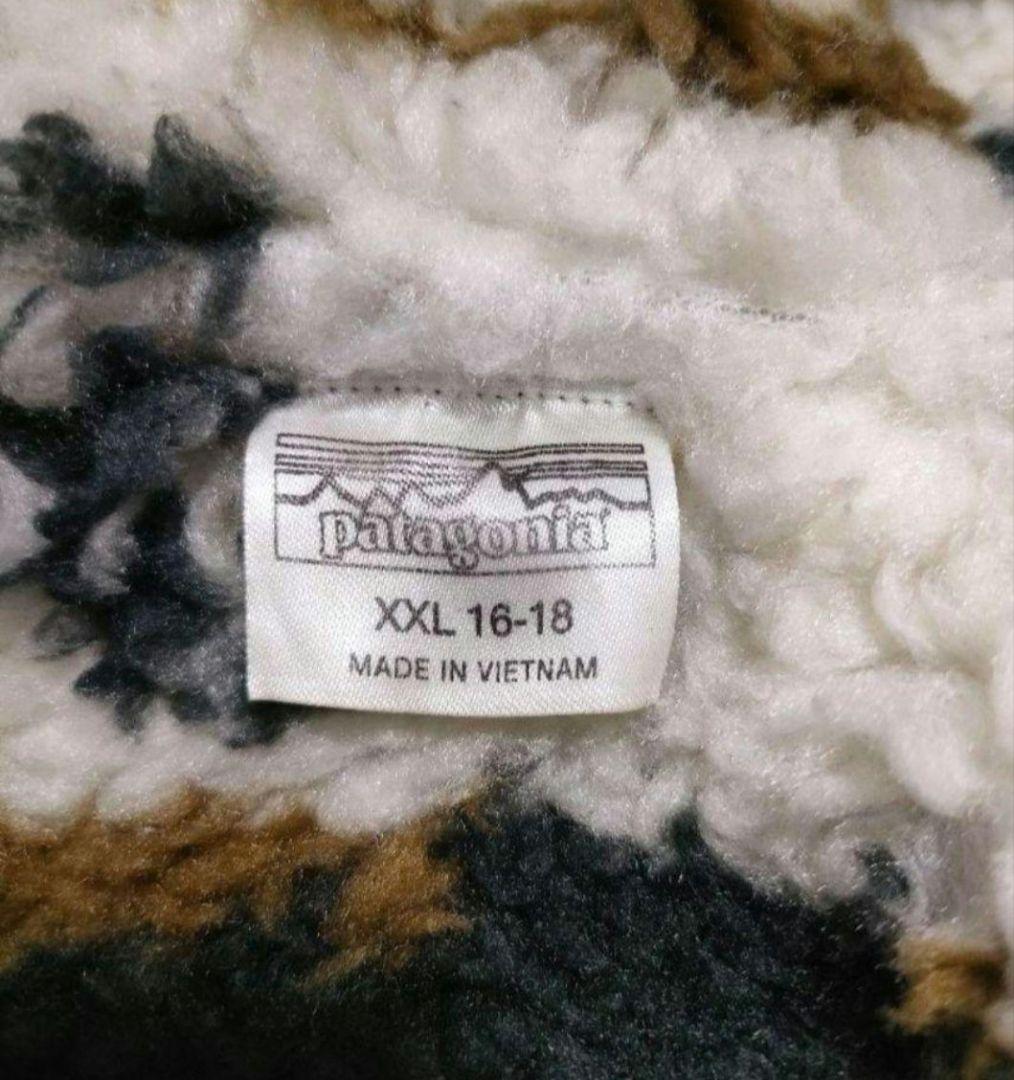 patagonia
XXL 16-18
MADE IN VIETNAM